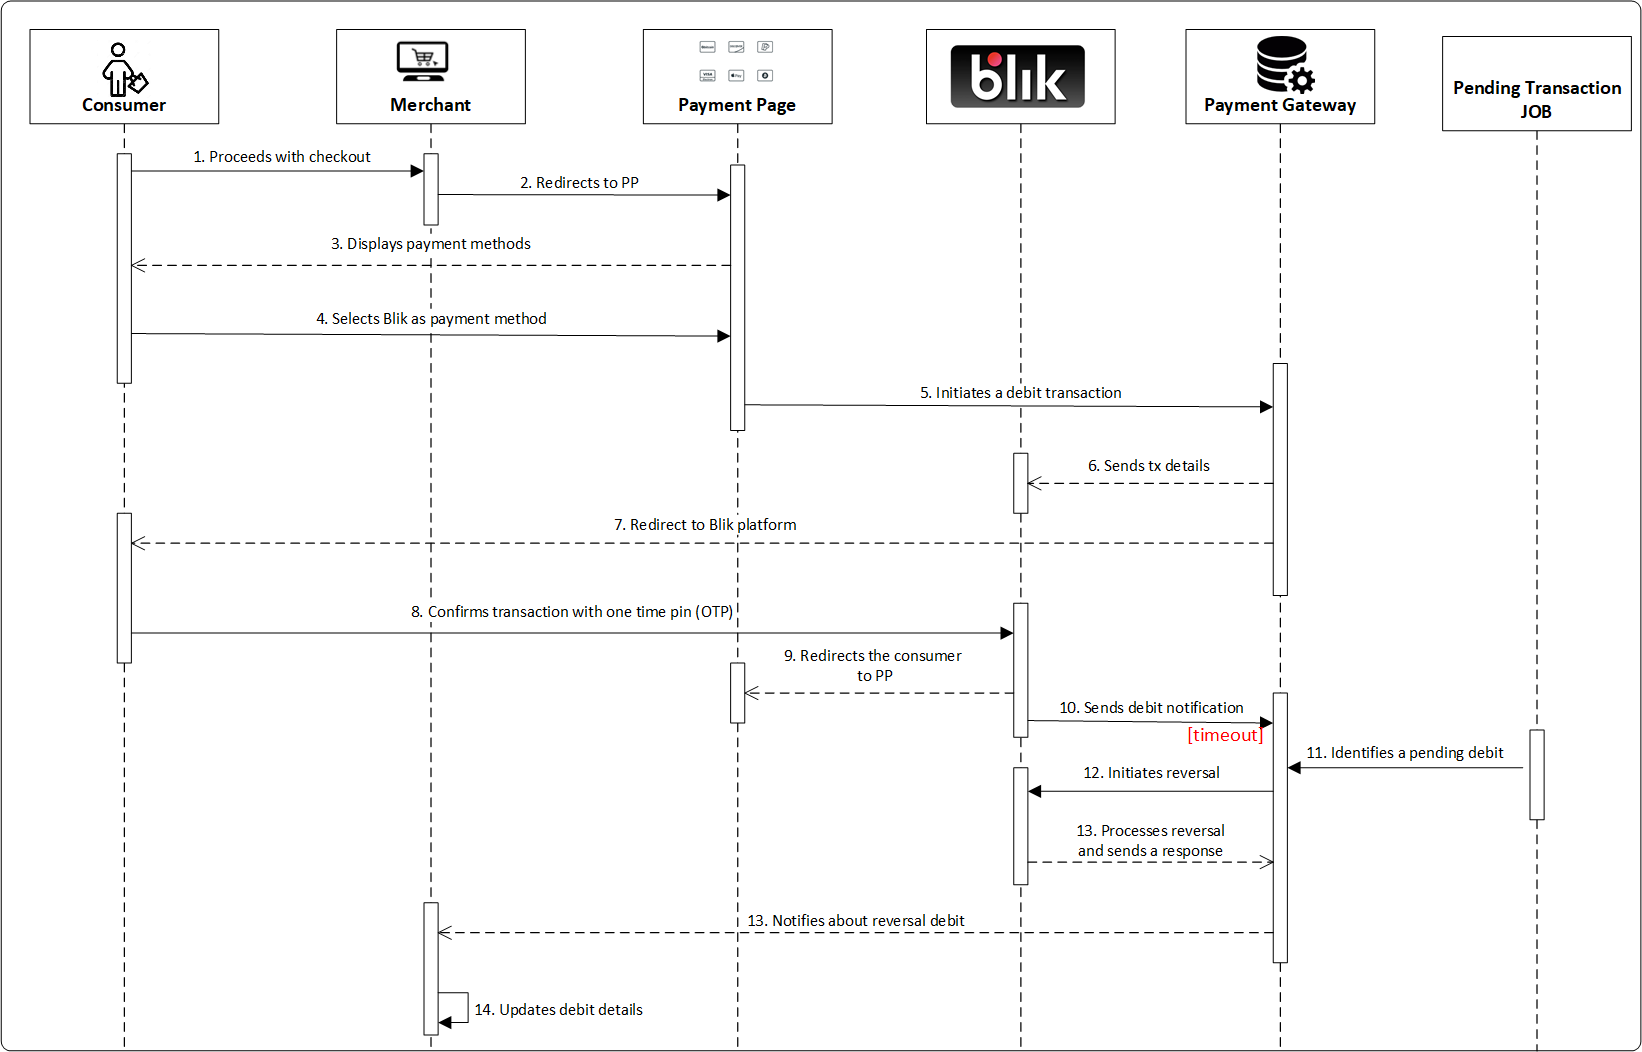 Consumer
Merchant
Payment Page
blik
Payment Gateway
Pending Transaction
JOB
VISA
Pay
1. Proceeds with checkout
2. Redirects to PP
3. Displays payment methods
4. Selects Blik as payment method
5. Initiates a debit transaction
6. Sends tx details
7. Redirect to Blik platform
8. Confirms transaction with one time pin (OTP)
9. Redirects the consumer
to PP
10. Sends debit notification
[timeout]
11. Identifies a pending debit
12. Initiates reversal
13. Processes reversal
and sends a response
13. Notifies about reversal debit
14. Updates debit details